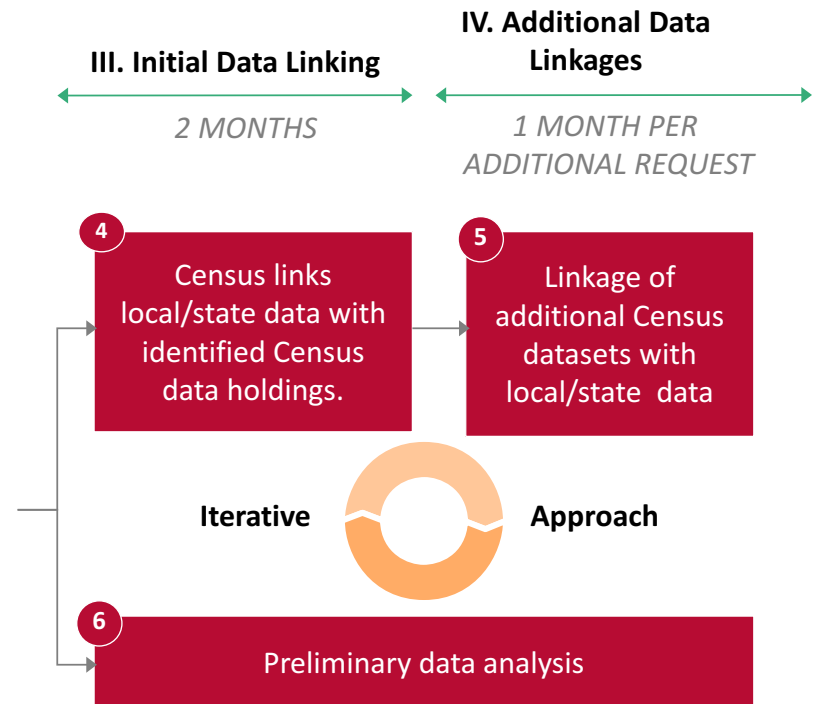 III. Initial Data Linking
2 MONTHS
IV. Additional Data
Linkages
1 MONTH PER
ADDITIONAL REQUEST
4
Census links
local/state data with
identified Census
data holdings.
5
Linkage of
additional Census
datasets with
local/state  data
Iterative
Approach
6
Preliminary data analysis